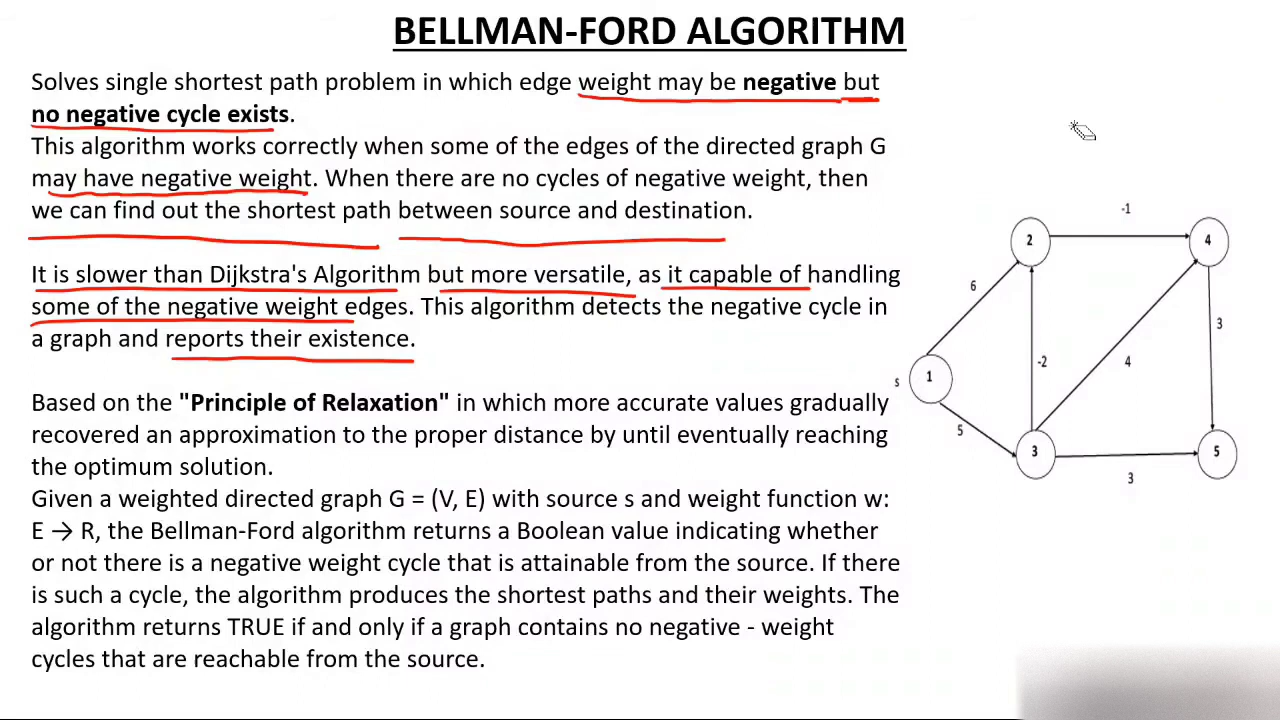 BELLMAN-FORD ALGORITHM
Solves single shortest path problem in which edge weight may be negative but
no negative cycle exists.
This algorithm works correctly when some of the edges of the directed graph G
may have negative weight. When there are no cycles of negative weight, then
we can find out the shortest path between source and destination.
It is slower than Dijkstra's Algorithm but more versatile, as it capable of handling
some of the negative weight edges. This algorithm detects the negative cycle in
a graph and reports their existence.
Based on the "Principle of Relaxation" in which more accurate values gradually
recovered an approximation to the proper distance by until eventually reaching
the optimum solution.
Given a weighted directed graph G = (V, E) with source s and weight function w:
E → R, the Bellman-Ford algorithm returns a Boolean value indicating whether
or not there is a negative weight cycle that is attainable from the source. If there
is such a cycle, the algorithm produces the shortest paths and their weights. The
algorithm returns TRUE if and only if a graph contains no negative - weight
cycles that are reachable from the source.
-1
2
4
6
3
-2
4
s
1
5
3
5
3